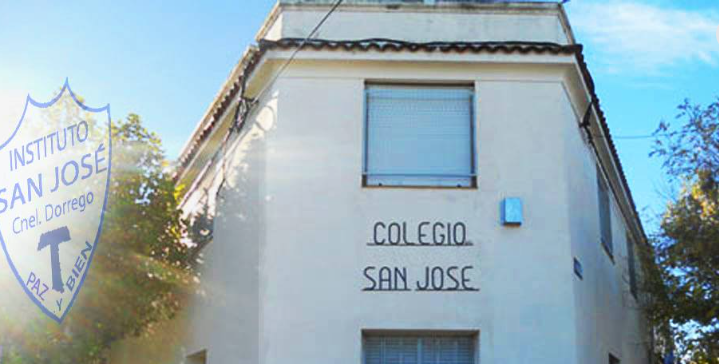 INSTITUTO
SAN JOSÉ
Cnel. Dorrego
PAZ Y BIEN
COLEGIO
SAN JOSE